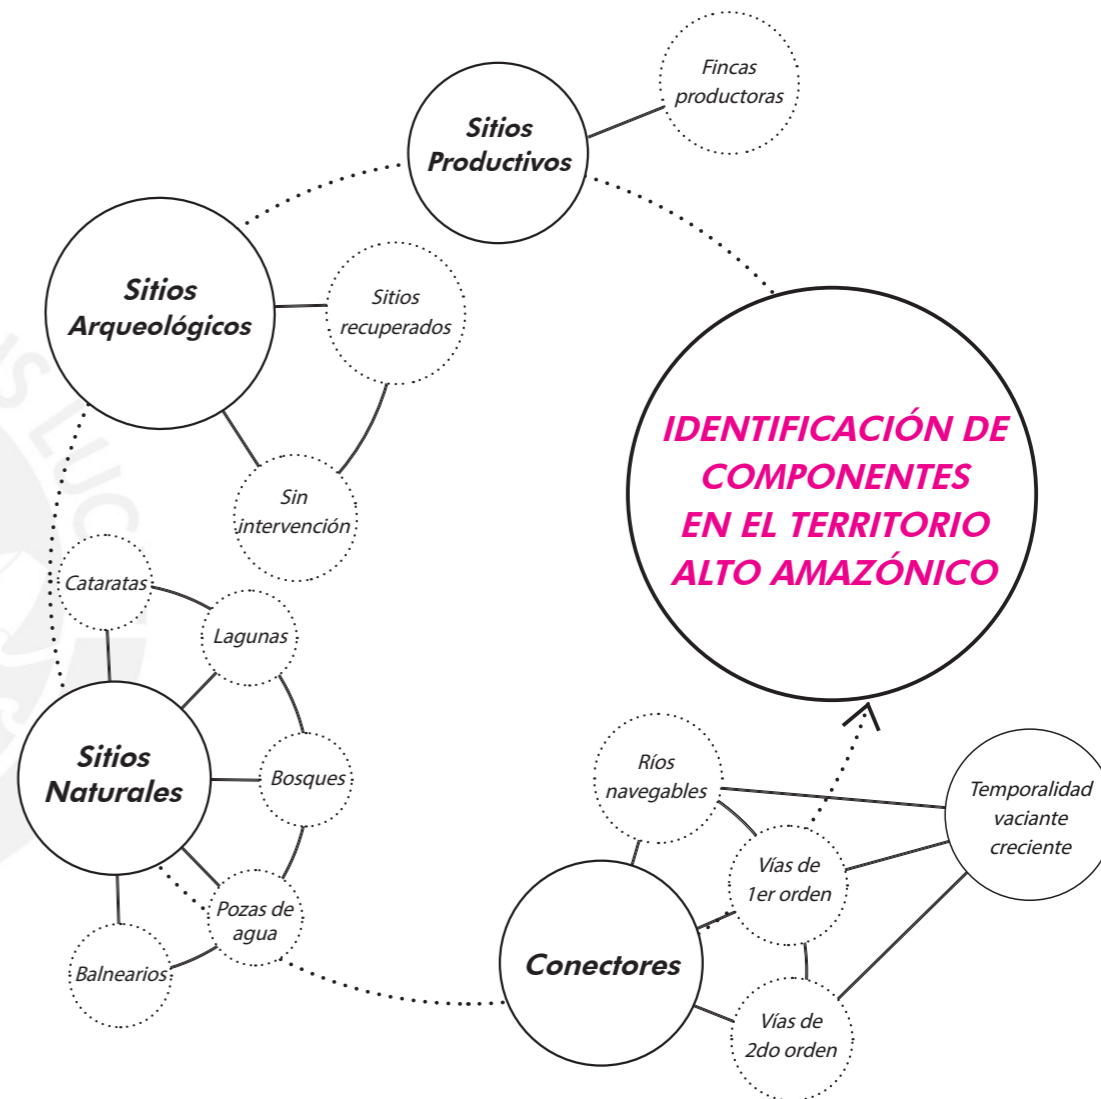 Fincas
productoras
Sitios
Productivos
Sitios
Arqueológicos
Sitios
recuperados
Sin
intervención
IDENTIFICACIÓN DE
COMPONENTES
EN EL TERRITORIO
ALTO AMAZÓNICO
Cataratas
Lagunas
Sitios
Naturales
Bosques
Pozas de
agua
Balnearios
Ríos
navegables
Temporalidad
vaciante
creciente
Vías de
1er orden
Conectores
Vías de
2do orden